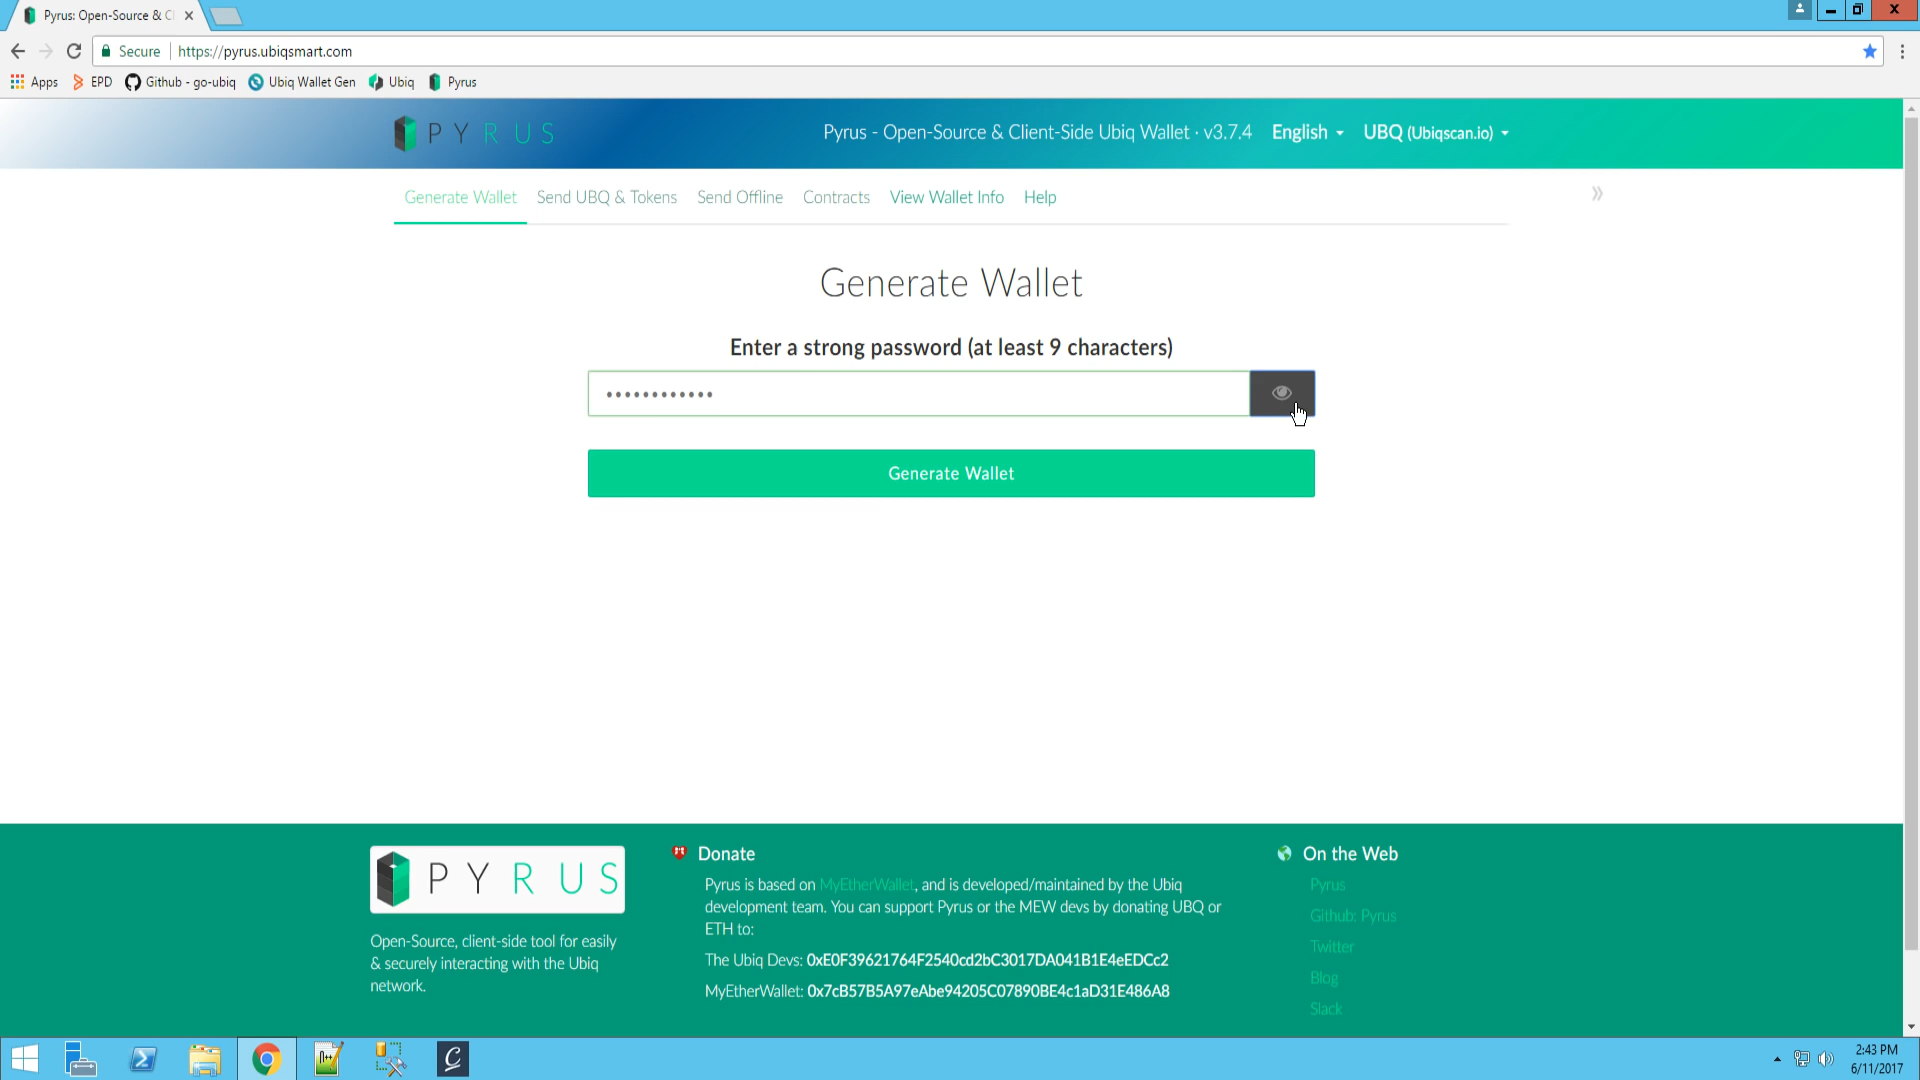 Pyrus: Open-Source & C
Secure
https://pyrus.ubiqsmart.com
Apps
EPD
Github - go-ubiq
Ubiq Wallet Gen
Ubiq
Pyrus
PYRUS
Pyrus - Open-Source & Client-Side Ubiq Wallet · v3.7.4
English
UBQ (Ubiqscan.io)
Generate Wallet
Send UBQ & Tokens
Send Offline
Contracts
View Wallet Info
Help
Generate Wallet
Enter a strong password (at least 9 characters)
••••••••••••
Generate Wallet
PYRUS
Open-Source, client-side tool for easily
& securely interacting with the Ubiq
network.
Donate
Pyrus is based on MyEtherWallet, and is developed/maintained by the Ubiq
development team. You can support Pyrus or the MEW devs by donating UBQ or
ETH to:
The Ubiq Devs: 0xE0F39621764F2540cd2bC3017DA041B1E4eEDCc2
MyEtherWallet: 0x7cB57B5A97eAbe94205C07890BE4c1aD31E486A8
On the Web
Pyrus
Github: Pyrus
Twitter
Blog
Slack
2:43 PM
6/11/2017